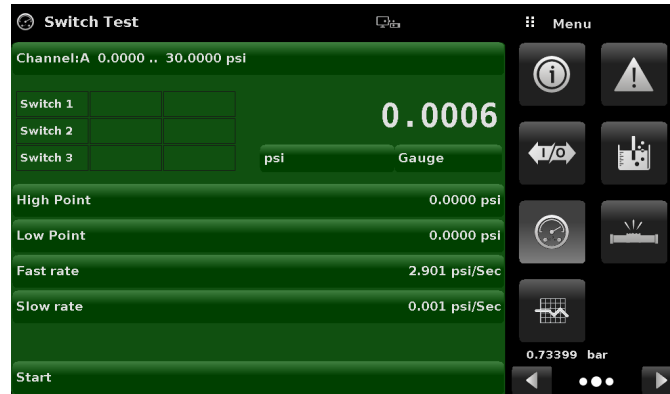 Switch Test
Menu
Channel:A 0.0000 .. 30.0000 psi
Switch 1
Switch 2
Switch 3
0.0006
psi
Gauge
High Point 0.0000 psi
Low Point 0.0000 psi
Fast rate 2.901 psi/Sec
Slow rate 0.001 psi/Sec
Start
I/O
0.73399 bar